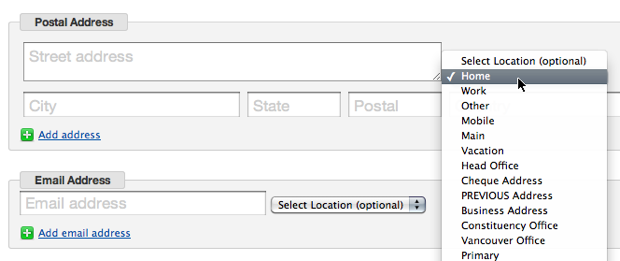 Postal Address
Street address
City State Postal
Add address
Select Location (optional)
✓ Home
Work
Other
Mobile
Main
Vacation
Head Office
Cheque Address
PREVIOUS Address
Business Address
Constituency Office
Vancouver Office
Primary
Email Address
Email address Select Location (optional)
Add email address